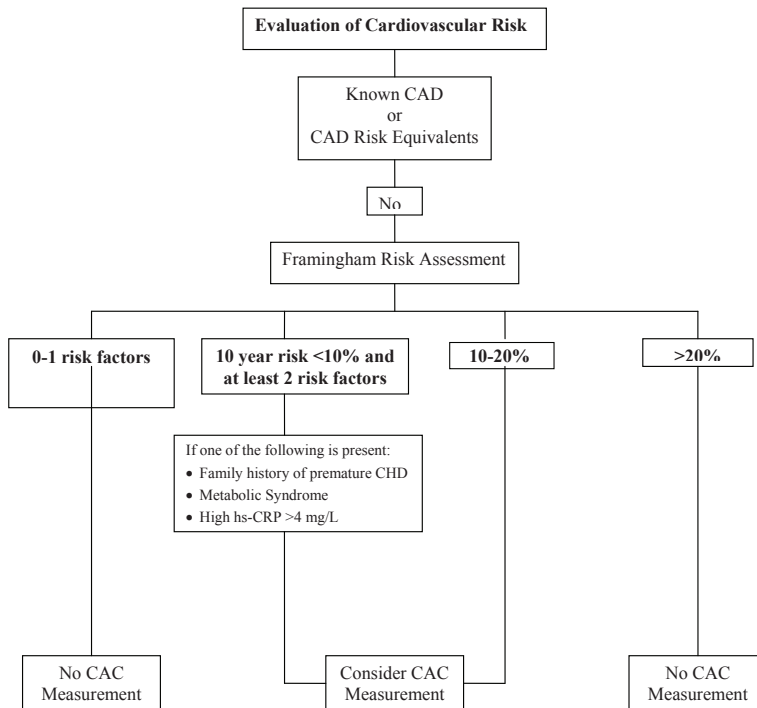 Evaluation of Cardiovascular Risk
Known CAD
or
CAD Risk Equivalents
No
Framingham Risk Assessment
0-1 risk factors
10 year risk <10% and
at least 2 risk factors
10-20%
>20%
If one of the following is present:
• Family history of premature CHD
• Metabolic Syndrome
• High hs-CRP >4 mg/L
No CAC
Measurement
Consider CAC
Measurement
No CAC
Measurement